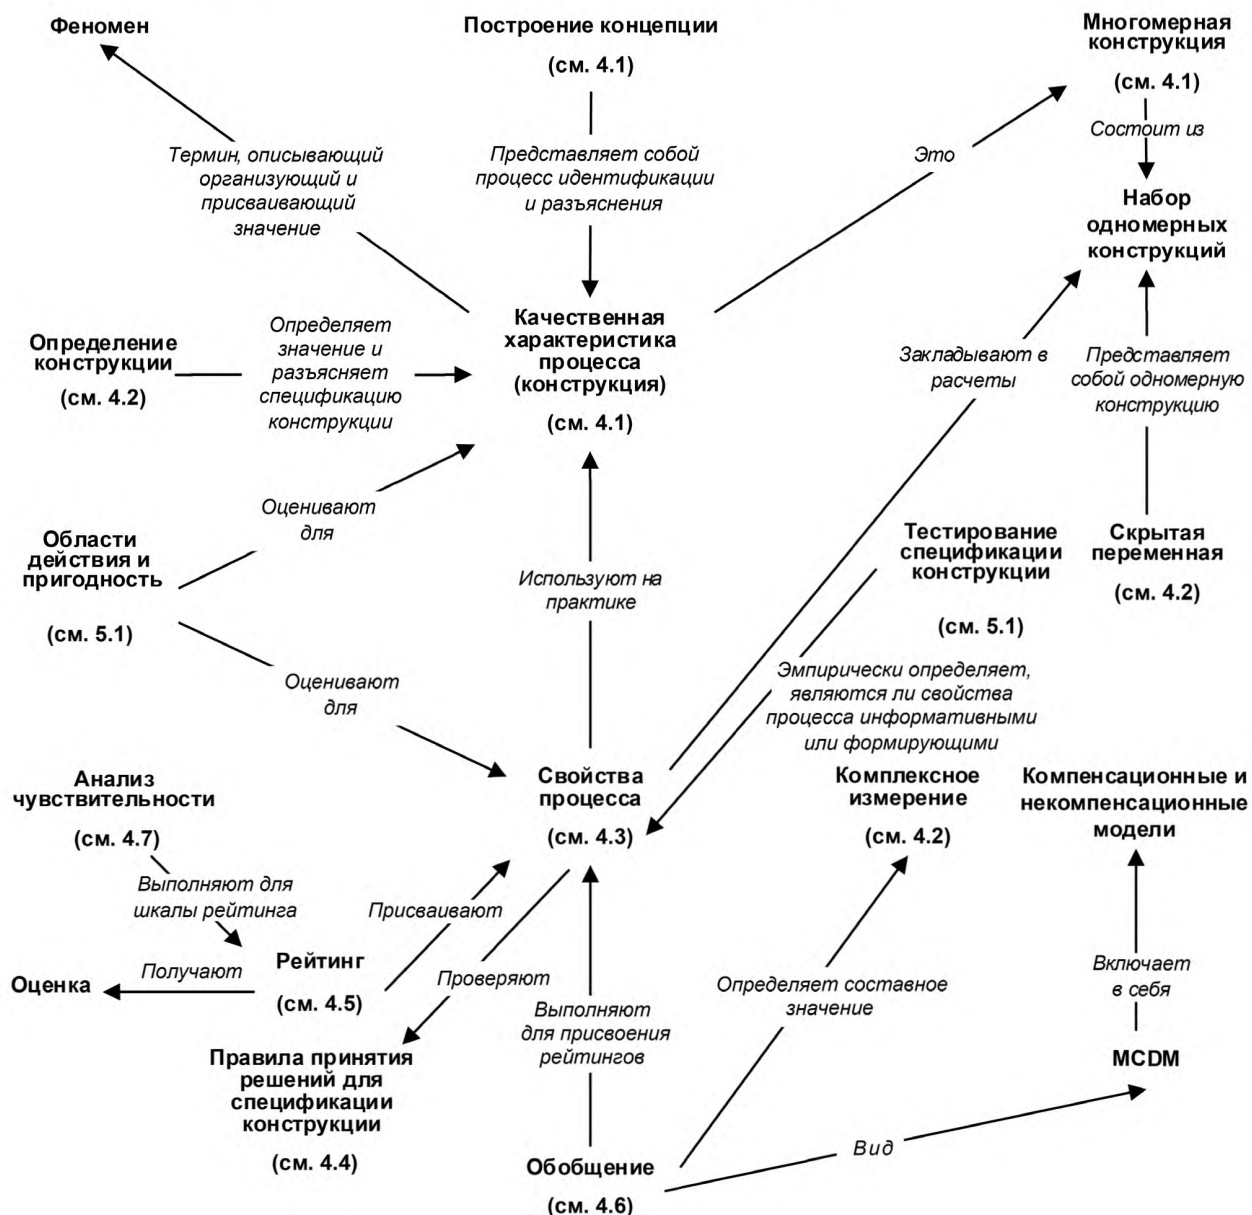 Феномен
Построение концепции
(см. 4.1)
Многомерная
конструкция
(см. 4.1)
Термин, описывающий
организующий и
присваивающий
значение
Представляет собой
процесс идентификации
и разъяснения
Это
Состоит из
Набор
одномерных
конструкций
Определение
конструкции
(см. 4.2)
Определяет
значение и
разъясняет
спецификацию
конструкции
Качественная
характеристика
процесса
(конструкция)
(см. 4.1)
Закладывают в
расчеты
Представляет
собой одномерную
конструкцию
Оценивают
для
Области
действия и
пригодность
(см. 5.1)
Используют на
практике
Тестирование
спецификации
конструкции
(см. 5.1)
Скрытая
переменная
(см. 4.2)
Оценивают
для
Эмпирически определяет,
являются ли свойства
процесса информативными
или формирующими
Анализ
чувствительности
(см. 4.7)
Свойства
процесса
(см. 4.3)
Комплексное
измерение
(см. 4.2)
Компенсационные и
некомпенсационные
модели
Выполняют для
шкалы рейтинга
Присваивают
Оценка
Получают
Рейтинг
(см. 4.5)
Проверяют
Выполняют
для присвоения
рейтингов
Определяет составное
значение
Включает
в себя
Правила принятия
решений для
спецификации
конструкции
(см. 4.4)
MCDM
Обобщение
(см. 4.6)
Вид